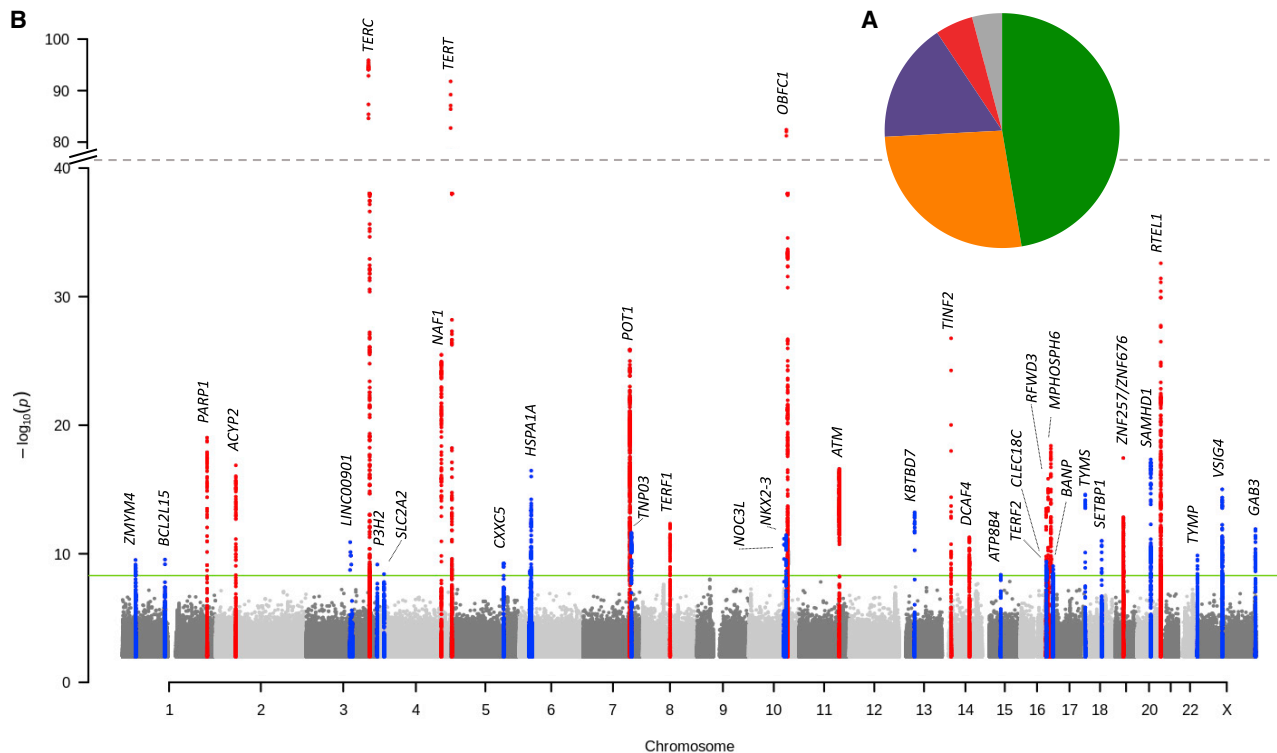 B
A
100
90
80
40
30
20
10
0
− log10(p)
TERC
TERT
OBFC1
RTEL1
NAF1
POT1
TINF2
PARP1
ACYP2
HSPA1A
ATM
RFWD3
MPHOSPH6
ZNF257/ZNF676
SAMHD1
ZMYM4
BCL2L15
LINC00901
P3H2
SLC2A2
CXXC5
TNP03
TERF1
NOC3L
NKX2-3
KBTBD7
DCAF4
ATP8B4
TERF2
CLEC18C
BANP
TYMS
SETBP1
TYMP
VSIG4
GAB3
1 2 3 4 5 6 7 8 9 10 11 12 13 14 15 16 17 18 20 22 X
Chromosome